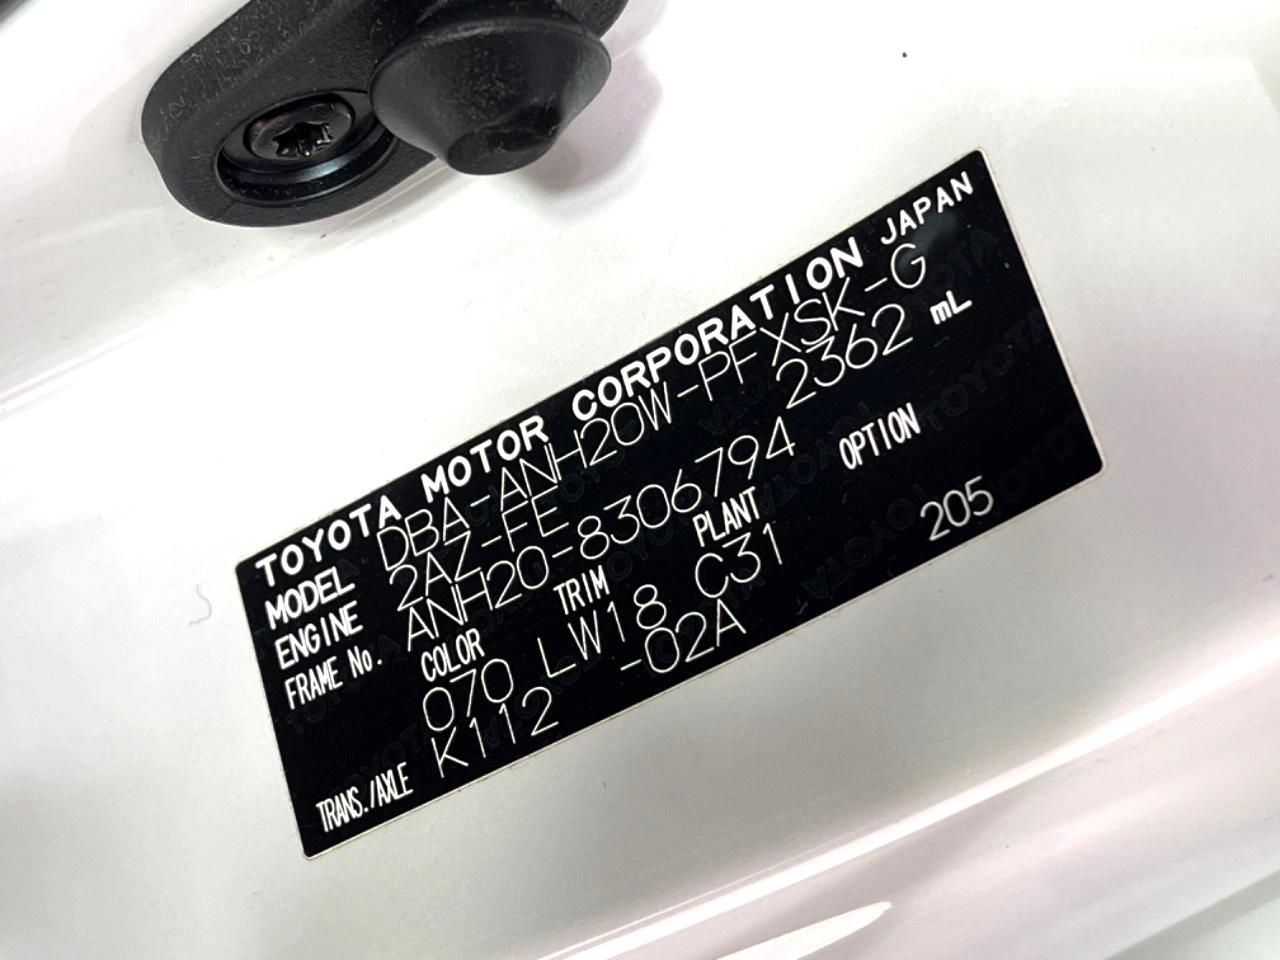 TOYOTA MOTOR CORPORATION JAPAN
MODEL DBA-ANH20W-PFXSK-G
ENGINE 2AZ-FE 2362 mL
FRAME No. ANH20-8306794
COLOR TRIM PLANT OPTION
070 LW18 C31 205
TRANS./AXLE K112 -02A